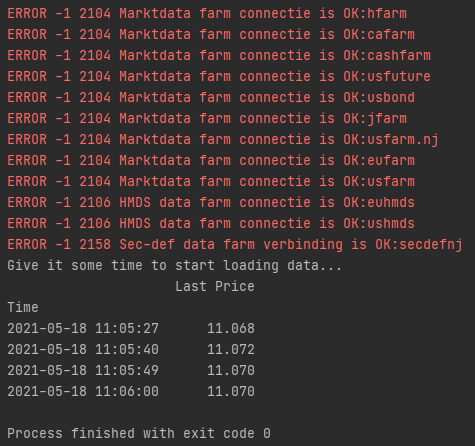 ERROR -1 2104 Marktdata farm connectie is OK:hfarm
ERROR -1 2104 Marktdata farm connectie is OK:cafarm
ERROR -1 2104 Marktdata farm connectie is OK:cashfarm
ERROR -1 2104 Marktdata farm connectie is OK:usfuture
ERROR -1 2104 Marktdata farm connectie is OK:usbond
ERROR -1 2104 Marktdata farm connectie is OK:jfarm
ERROR -1 2104 Marktdata farm connectie is OK:usfarm.nj
ERROR -1 2104 Marktdata farm connectie is OK:eufarm
ERROR -1 2104 Marktdata farm connectie is OK:usfarm
ERROR -1 2106 HMDS data farm connectie is OK:euhmds
ERROR -1 2106 HMDS data farm connectie is OK:ushmds
ERROR -1 2158 Sec-def data farm verbinding is OK:secdefnj
Give it some time to start loading data...
Last Price
Time
2021-05-18 11:05:27 11.068
2021-05-18 11:05:40 11.072
2021-05-18 11:05:49 11.070
2021-05-18 11:06:00 11.070
Process finished with exit code 0